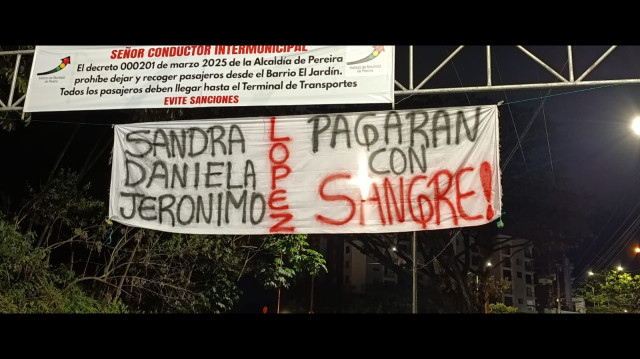 SEÑOR CONDUCTOR INTERMUNICIPAL
El decreto 000201 de marzo 2025 de la Alcaldía de Pereira
prohíbe dejar y recoger pasajeros desde el Barrio El Jardín.
Todos los pasajeros deben llegar hasta el Terminal de Transportes
EVITE SANCIONES
SANDRA
DANIELA
JERONIMO
LOPEZ
PAGARAN
CON
SANGRE!